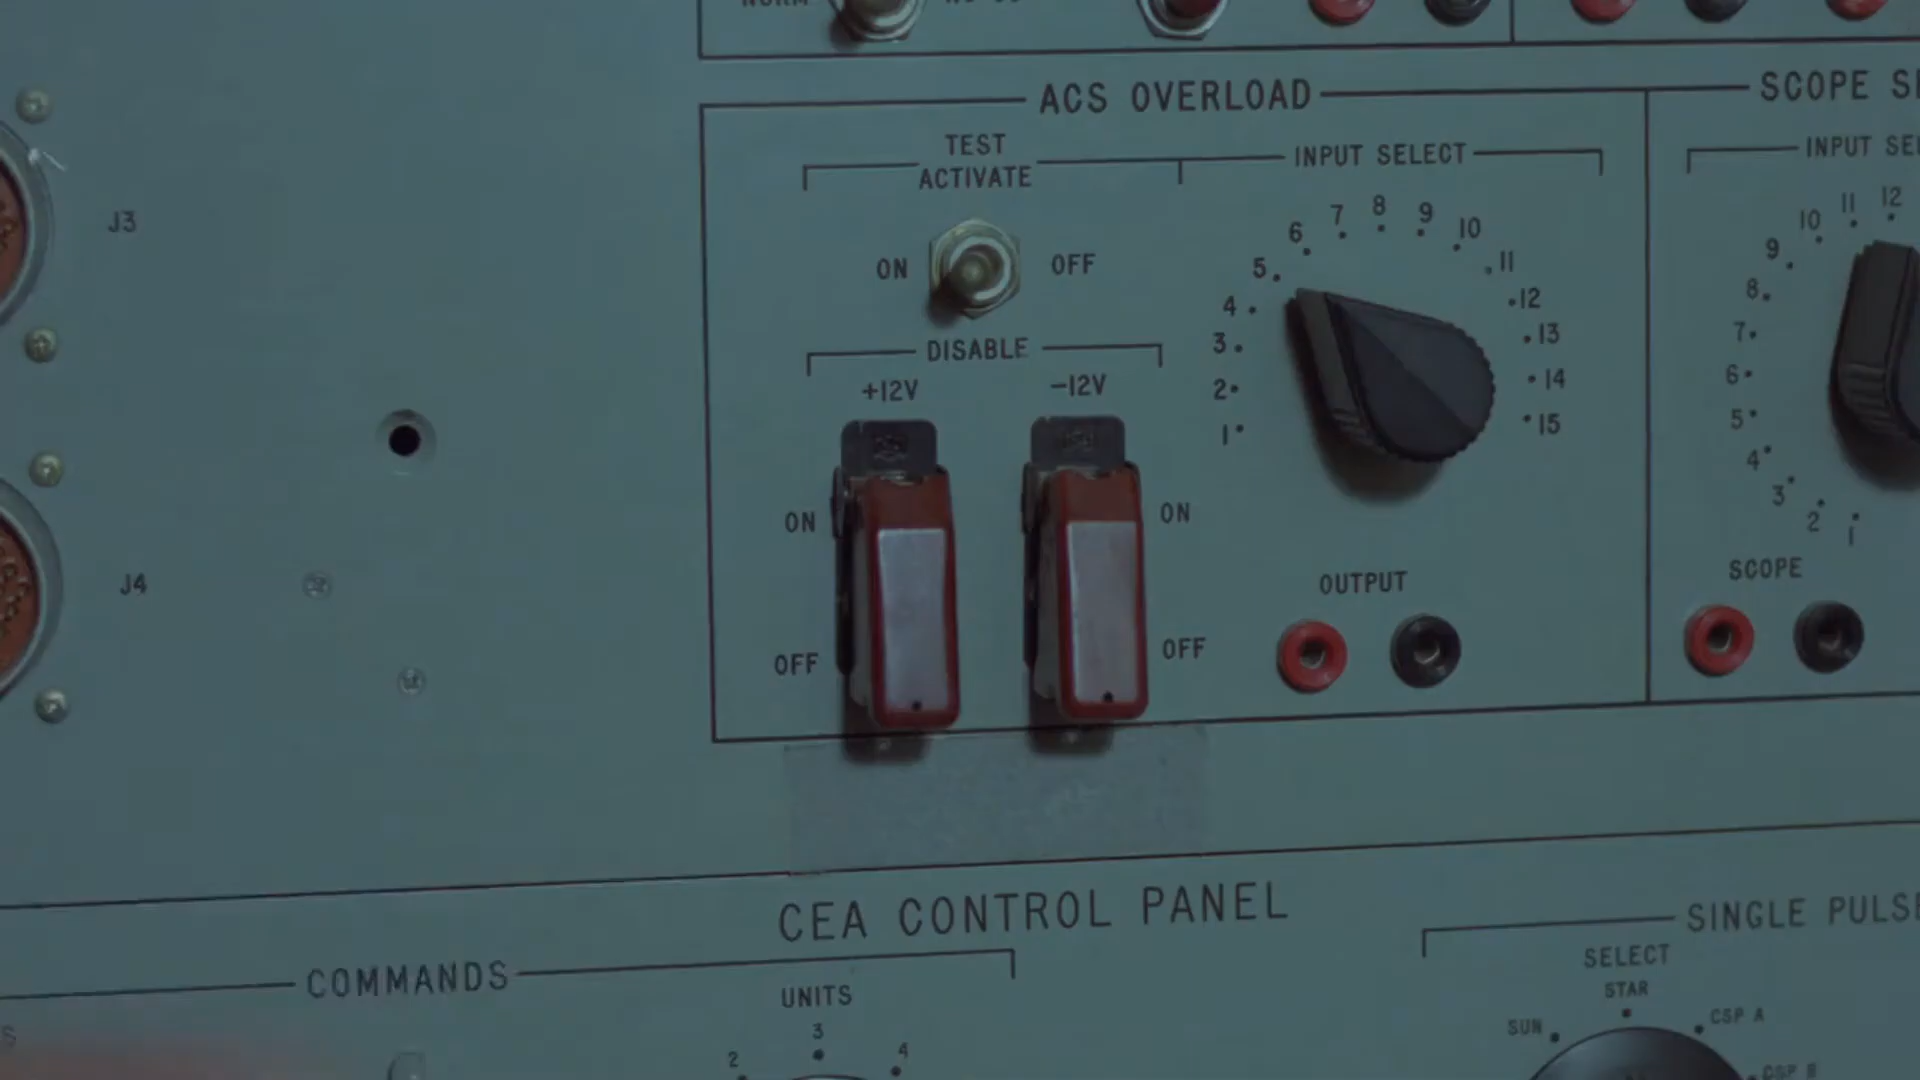 NORM
ACS OVERLOAD
SCOPE
TEST
ACTIVATE
INPUT SELECT
INPUT
ON
OFF
5
6
7
8
9
10
11
12
13
14
15
4
3
2
1
12
11
10
9
8
7
6
5
4
3
2
1
J3
DISABLE
+12V
-12V
ON
ON
OFF
OFF
OUTPUT
SCOPE
J4
CEA CONTROL PANEL
COMMANDS
UNITS
2
3
4
SINGLE
SELECT
STAR
SUN
CSP A
CSP B